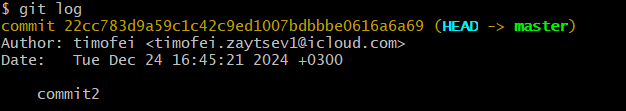 $ git log
commit 22cc783d9a59c1c42c9ed1007bdbbbe0616a6a69 (HEAD -> master)
Author: timofei <timofei.zaytsev1@icloud.com>
Date:   Tue Dec 24 16:45:21 2024 +0300
    commit2